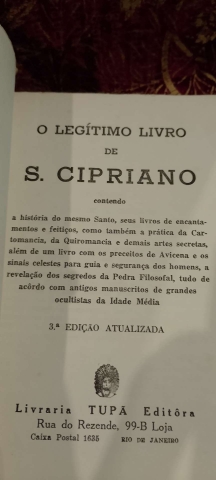 O LEGÍTIMO LIVRO
DE
S. CIPRIANO
contendo
a história do mesmo Santo, seus livros de encanta-
mentos e feitiços, como também a prática da Car-
tomancia, da Quiromancia e demais artes secretas,
além de um livro com os preceitos de Avicena e os
sinais celestes para guia e segurança dos homens, a
revelação dos segredos da Pedra Filosofal, tudo de
acôrdo com antigos manuscritos de grandes
ocultistas da Idade Média
3.ª EDIÇÃO ATUALIZADA
Livraria TUPÃ Editôra
Rua do Rezende, 99-B Loja
Caixa Postal 1635 RIO DE JANEIRO